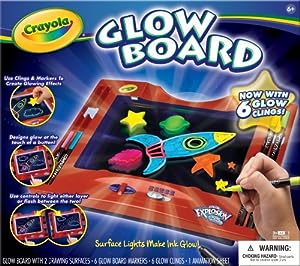 Crayola
GLOW
BOARD
6+
Use Clings & Markers To
Create Glowing Effects
NOW WITH
6 GLOW
CLINGS!
Designs glow at the
touch of a button!
Use controls to light either layer
or flash between the two!
EXPLOSION
Surface Lights Make Ink Glow!
WARNING:
GLOW BOARD WITH 2 DRAWING SURFACES • 6 GLOW BOARD MARKERS • 6 GLOW CLINGS • 1 ANIMATION SHEET